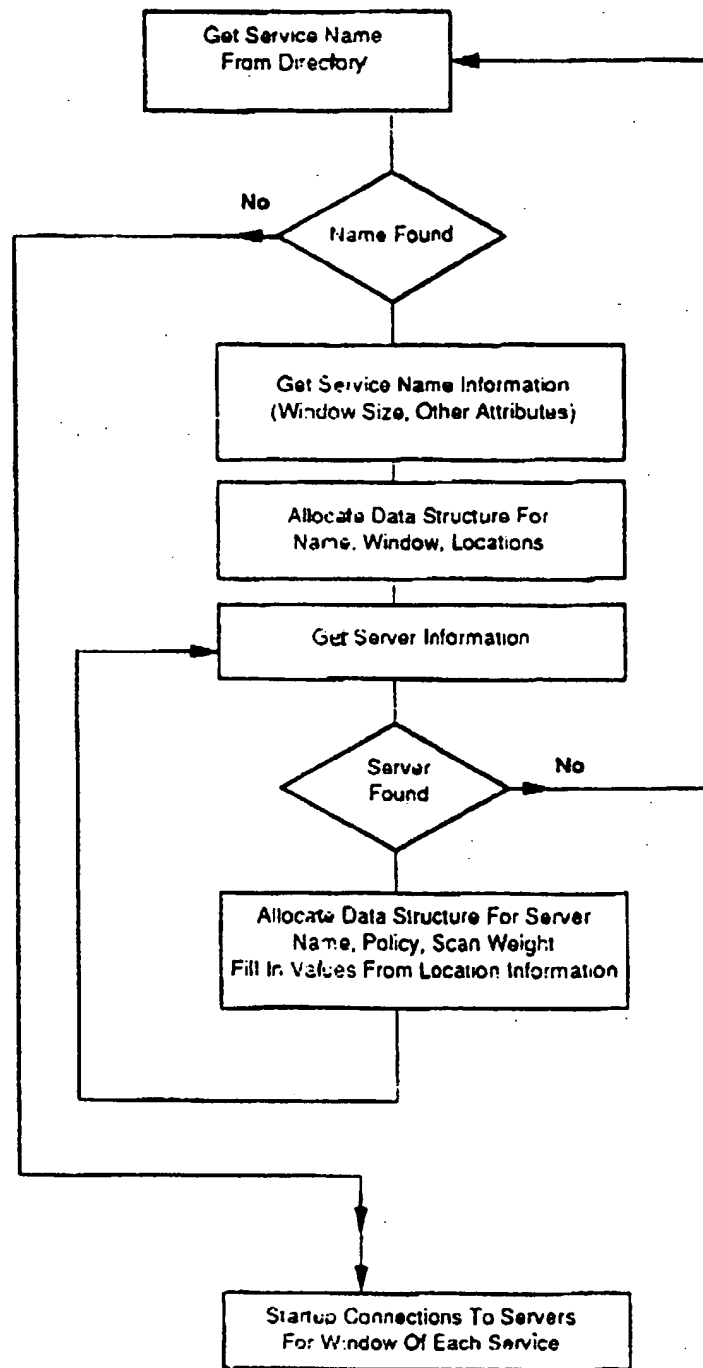 Get Service Name
From Directory
No
Name Found
Get Service Name Information
(Window Size, Other Attributes)
Allocate Data Structure For
Name, Window, Locations
Get Server Information
Server
Found
No
Allocate Data Structure For Server
Name, Policy, Scan Weight
Fill In Values From Location Information
Startup Connections To Servers
For Window Of Each Service